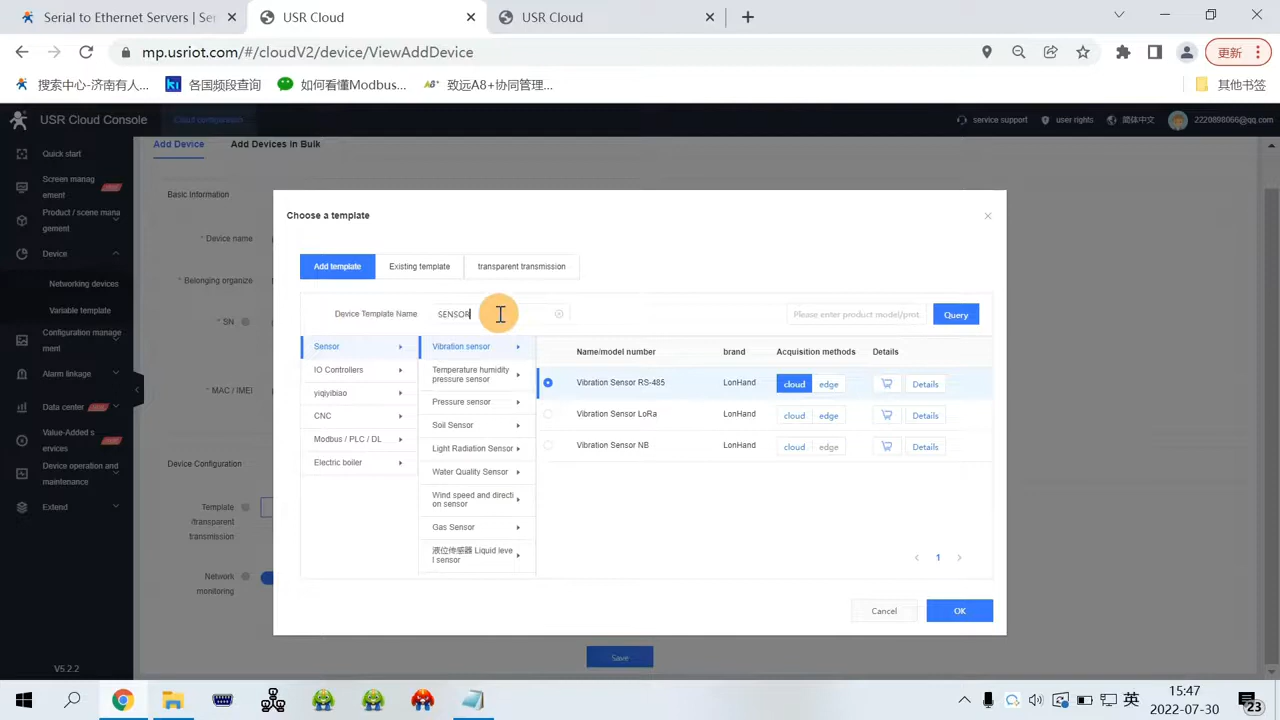 Serial to Ethernet Servers | Se
USR Cloud
USR Cloud
mp.usriot.com/#/cloudV2/device/ViewAddDevice
更新
搜索中心-济南有人...
各国频段查询
如何看懂Modbus...
致远A8+协同管理...
其他书签
USR Cloud Console
Cloud configuration
service support
user rights
简体中文
2220898066@qq.com
Quick start
Screen manag
ement
Product / scene mana
gement
Device
Networking devices
Variable template
Configuration manage
ment
Alarm linkage
Data center
Value-Added s
ervices
Device operation and
maintenance
Extend
V5.2.2
Add Device
Add Devices in Bulk
Basic Information
* Device name
* Belonging organize
* SN
* MAC / IMEI
Device Configuration
Template
/transparent
transmission
Network
monitoring
Save
Choose a template
Add template
Existing template
transparent transmission
Device Template Name
SENSOR
Please enter product model/prot
Query
Sensor
IO Controllers
yiqiyibiao
CNC
Modbus / PLC / DL
Electric boiler
Vibration sensor
Temperature humidity
pressure sensor
Pressure sensor
Soil Sensor
Light Radiation Sensor
Water Quality Sensor
Wind speed and directi
on sensor
Gas Sensor
液位传感器 Liquid leve
l sensor
Name/model number
brand
Acquisition methods
Details
Vibration Sensor RS-485
LonHand
cloud
edge
Details
Vibration Sensor LoRa
LonHand
cloud
edge
Details
Vibration Sensor NB
LonHand
cloud
edge
Details
1
Cancel
OK
英
15:47
2022-07-30
23